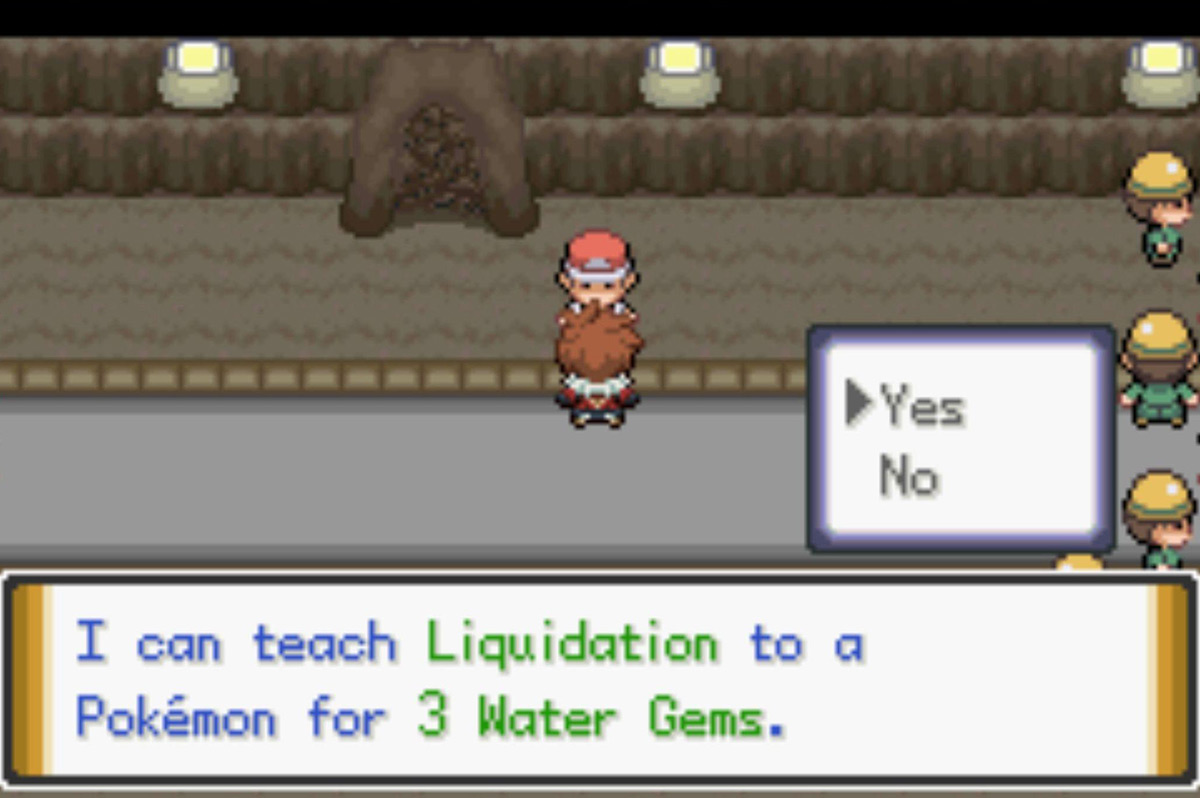 Yes
No
I can teach Liquidation to a
Pokémon for 3 Water Gems.